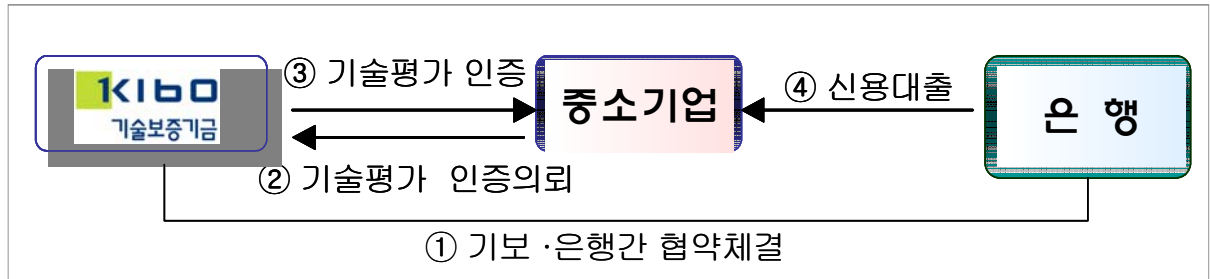 KIBO
기술보증기금
③ 기술평가 인증
중소기업
④ 신용대출
은 행
② 기술평가 인증의뢰
① 기보 ·은행간 협약체결